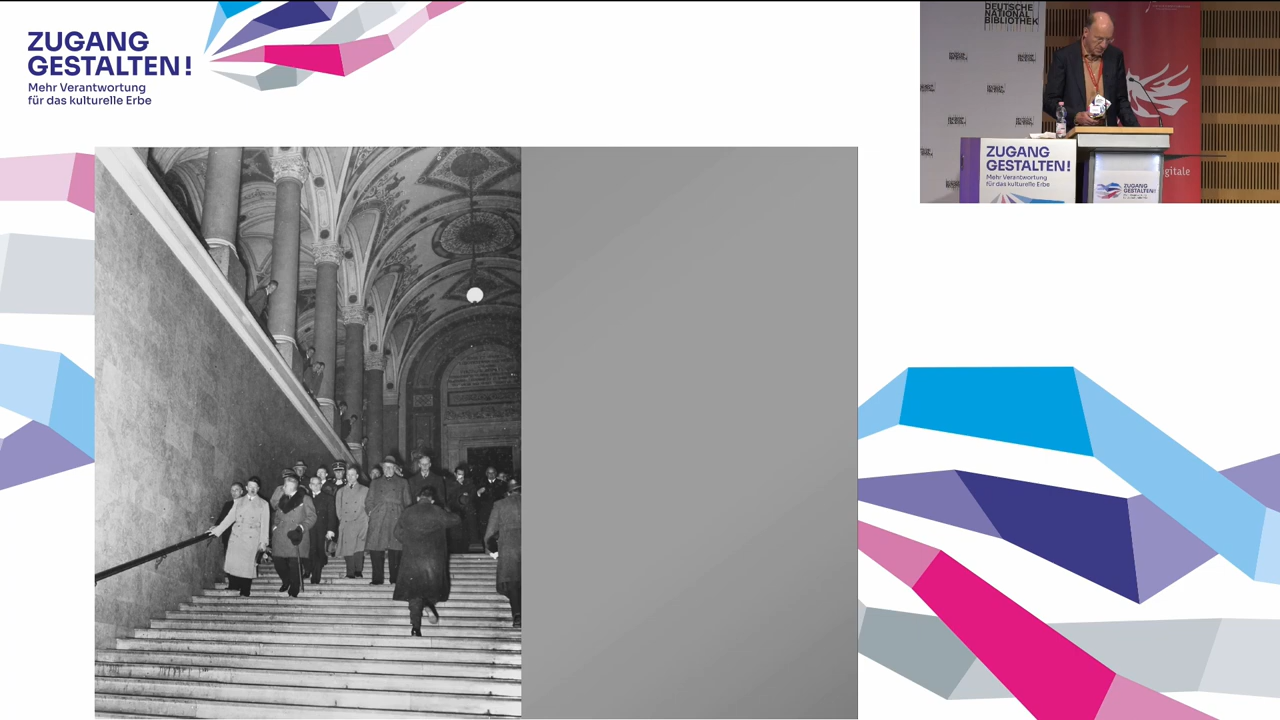 ZUGANG
GESTALTEN!
Mehr Verantwortung
für das kulturelle Erbe
DEUTSCHE
NATIONAL
BIBLIOTHEK
ZUGANG
GESTALTEN!
Mehr Verantwortung
für das kulturelle Erbe
ZUGANG
GESTALTEN!
igitale